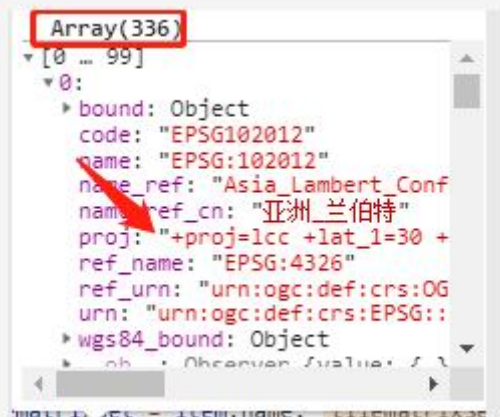 Array(336)
[0 … 99]
0:
bound: Object
code: "EPSG102012"
name: "EPSG:102012"
name_ref: "Asia_Lambert_Conf
name_ref_cn: "亚洲_兰伯特"
proj: "+proj=lcc +lat_1=30 +
ref_name: "EPSG:4326"
ref_urn: "urn:ogc:def:crs:OG
urn: "urn:ogc:def:crs:EPSG::
wgs84_bound: Object